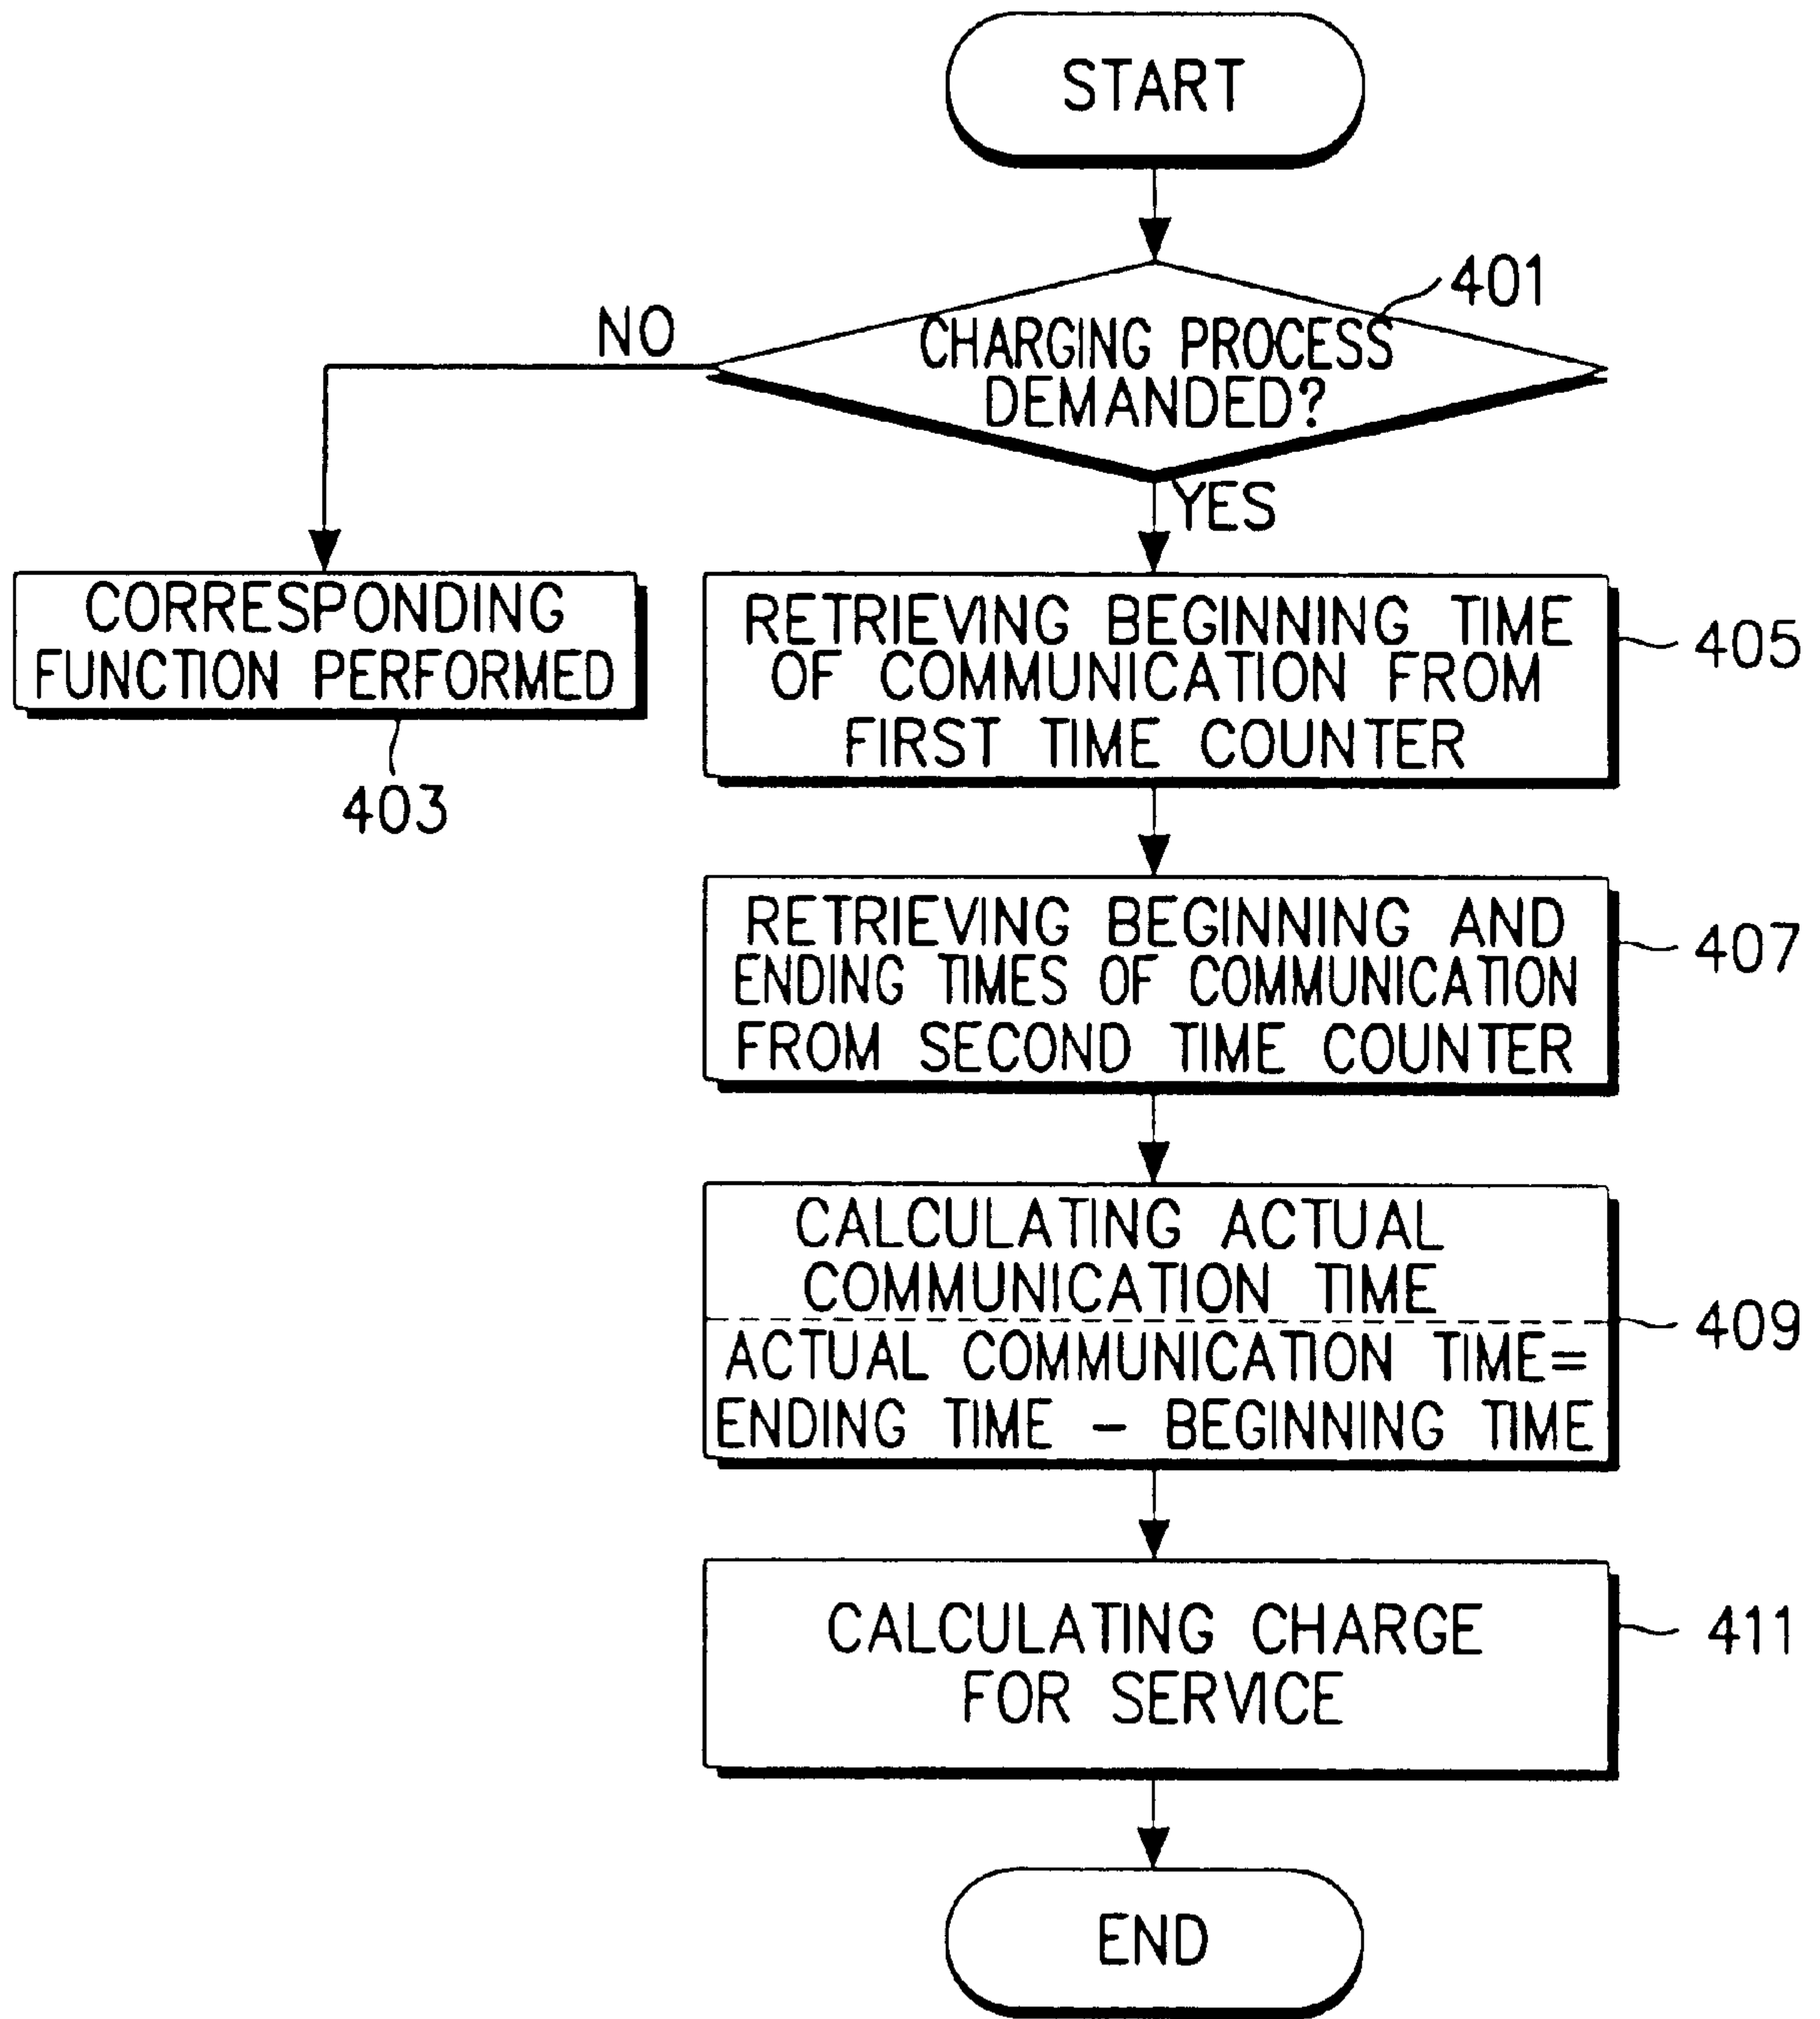 START
401
NO
CHARGING PROCESS
DEMANDED?
YES
CORRESPONDING
FUNCTION PERFORMED
403
RETRIEVING BEGINNING TIME
OF COMMUNICATION FROM
FIRST TIME COUNTER
405
RETRIEVING BEGINNING AND
ENDING TIMES OF COMMUNICATION
FROM SECOND TIME COUNTER
407
CALCULATING ACTUAL
COMMUNICATION TIME
409
ACTUAL COMMUNICATION TIME=
ENDING TIME - BEGINNING TIME
CALCULATING CHARGE
FOR SERVICE
411
END